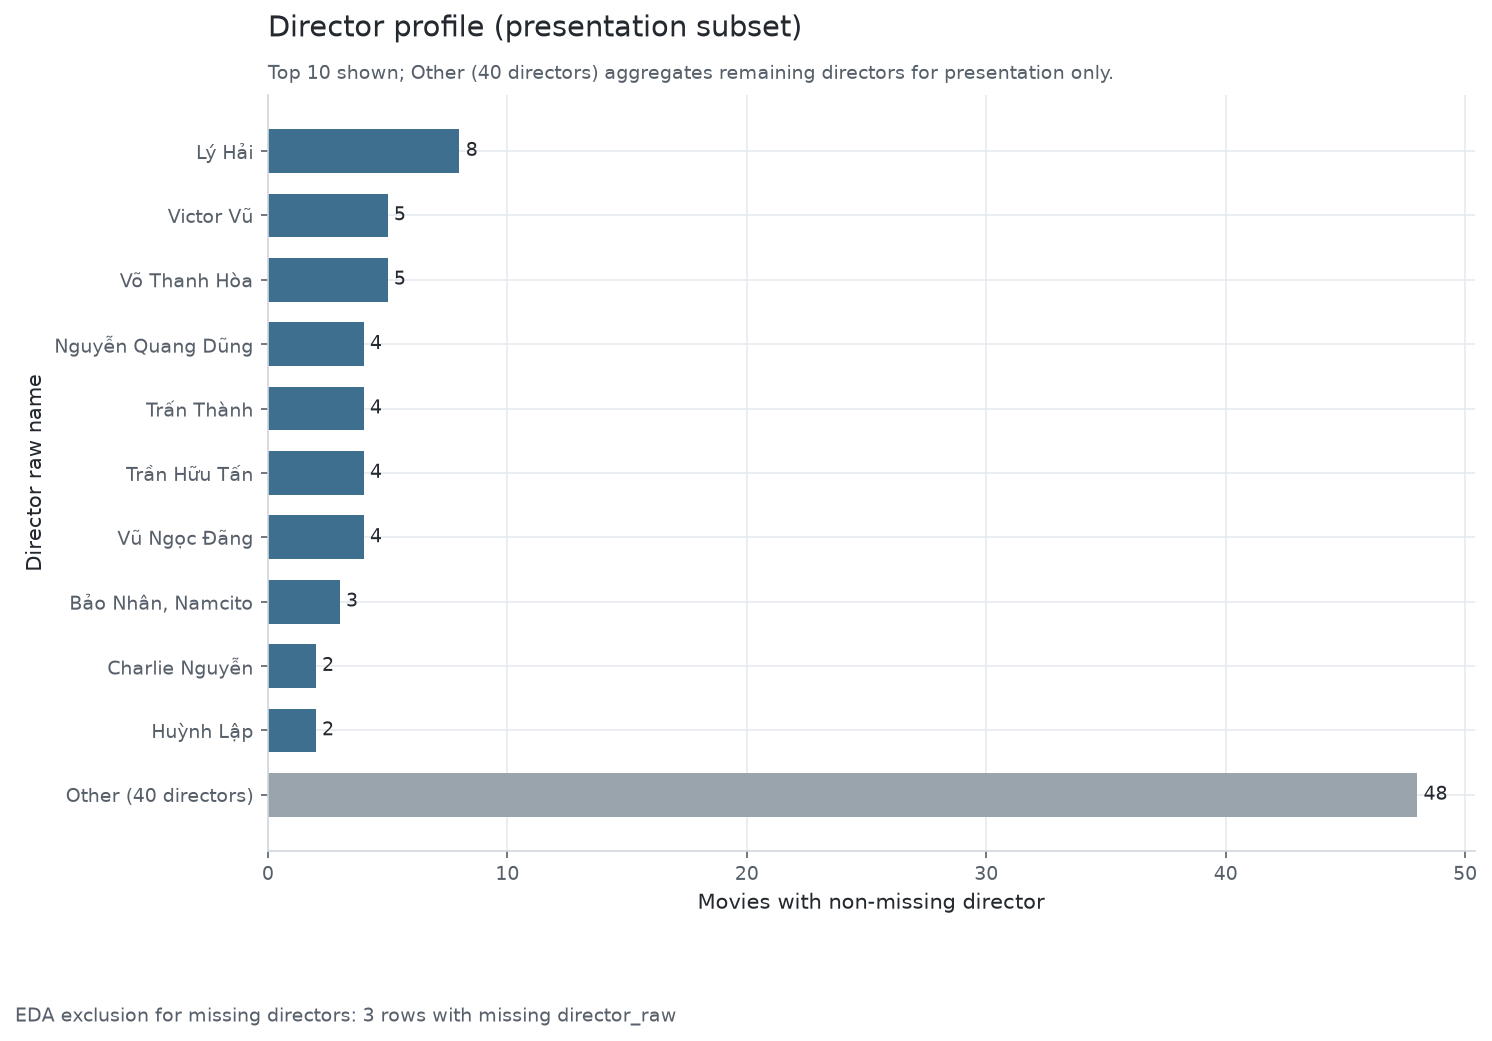 Director profile (presentation subset)
Top 10 shown; Other (40 directors) aggregates remaining directors for presentation only.
Director raw name
Lý Hải 8
Victor Vũ 5
Võ Thanh Hòa 5
Nguyễn Quang Dũng 4
Trấn Thành 4
Trần Hữu Tấn 4
Vũ Ngọc Đãng 4
Bảo Nhân, Namcito 3
Charlie Nguyễn 2
Huỳnh Lập 2
Other (40 directors) 48
0 10 20 30 40 50
Movies with non-missing director
EDA exclusion for missing directors: 3 rows with missing director_raw